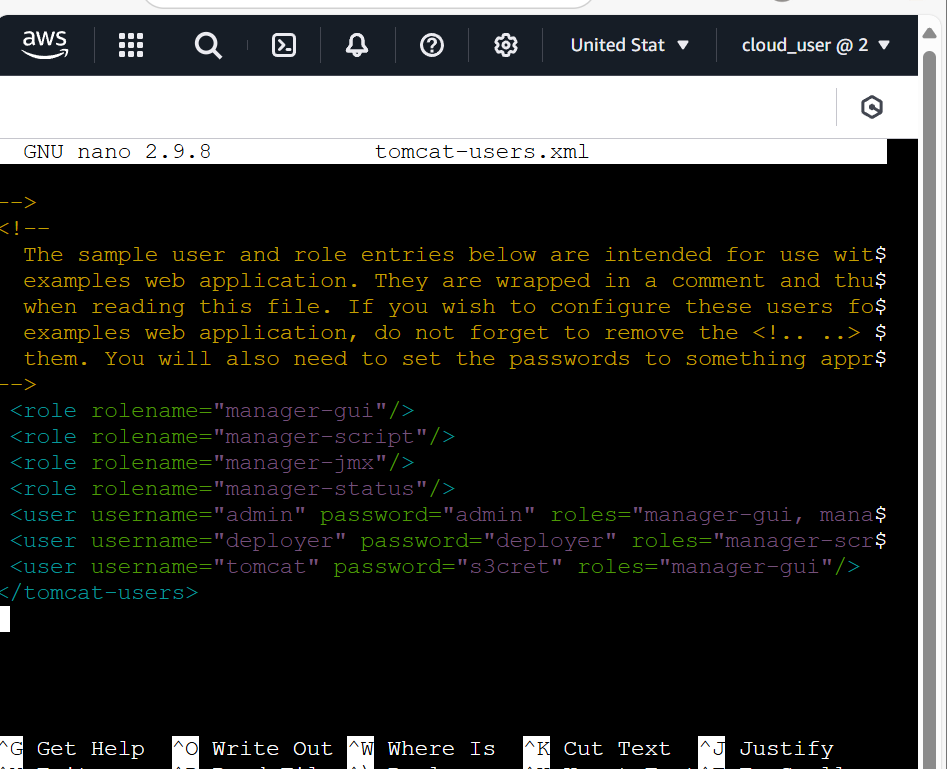 aws
United Stat
cloud_user @ 2
GNU nano 2.9.8 tomcat-users.xml
-->
<!--
The sample user and role entries below are intended for use wit$
examples web application. They are wrapped in a comment and thu$
when reading this file. If you wish to configure these users fo$
examples web application, do not forget to remove the <!.. ..> $
them. You will also need to set the passwords to something appr$
-->
<role rolename="manager-gui"/>
<role rolename="manager-script"/>
<role rolename="manager-jmx"/>
<role rolename="manager-status"/>
<user username="admin" password="admin" roles="manager-gui, mana$
<user username="deployer" password="deployer" roles="manager-scr$
<user username="tomcat" password="s3cret" roles="manager-gui"/>
</tomcat-users>
^G Get Help ^O Write Out ^W Where Is ^K Cut Text ^J Justify